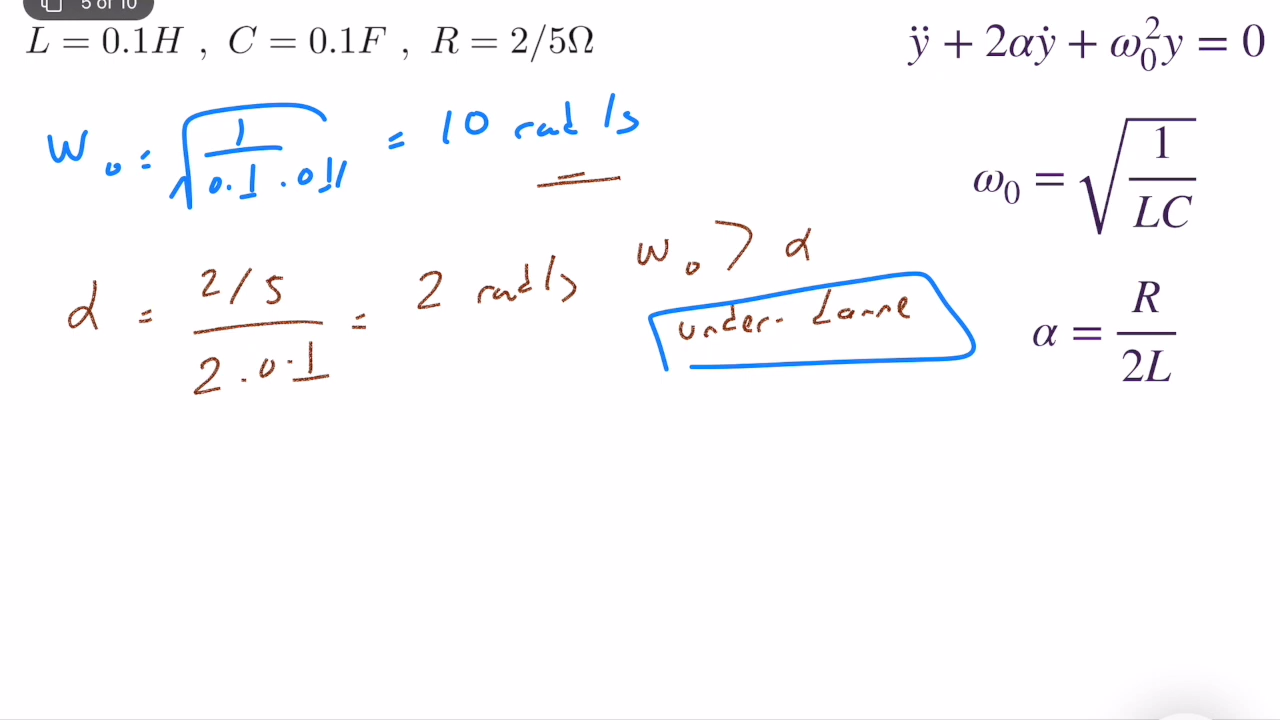 5 of 10
L = 0.1H , C = 0.1F , R = 2/5Ω
ÿ + 2αẏ + ω₀²y = 0
w₀ = √(1/(0.1 · 0.1)) = 10 rad/s
ω₀ = √(1/LC)
α = (2/5)/(2 · 0.1) = 2 rad/s
w₀ > α
under-
α = R/2L